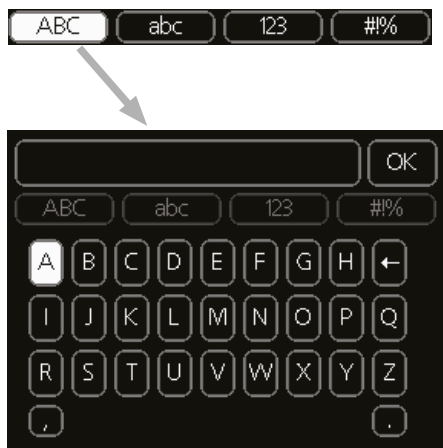 ABC abc 123 #!%
OK
ABC abc 123 #!%
A B C D E F G H ←
I J K L M N O P Q
R S T U V W X Y Z
, .